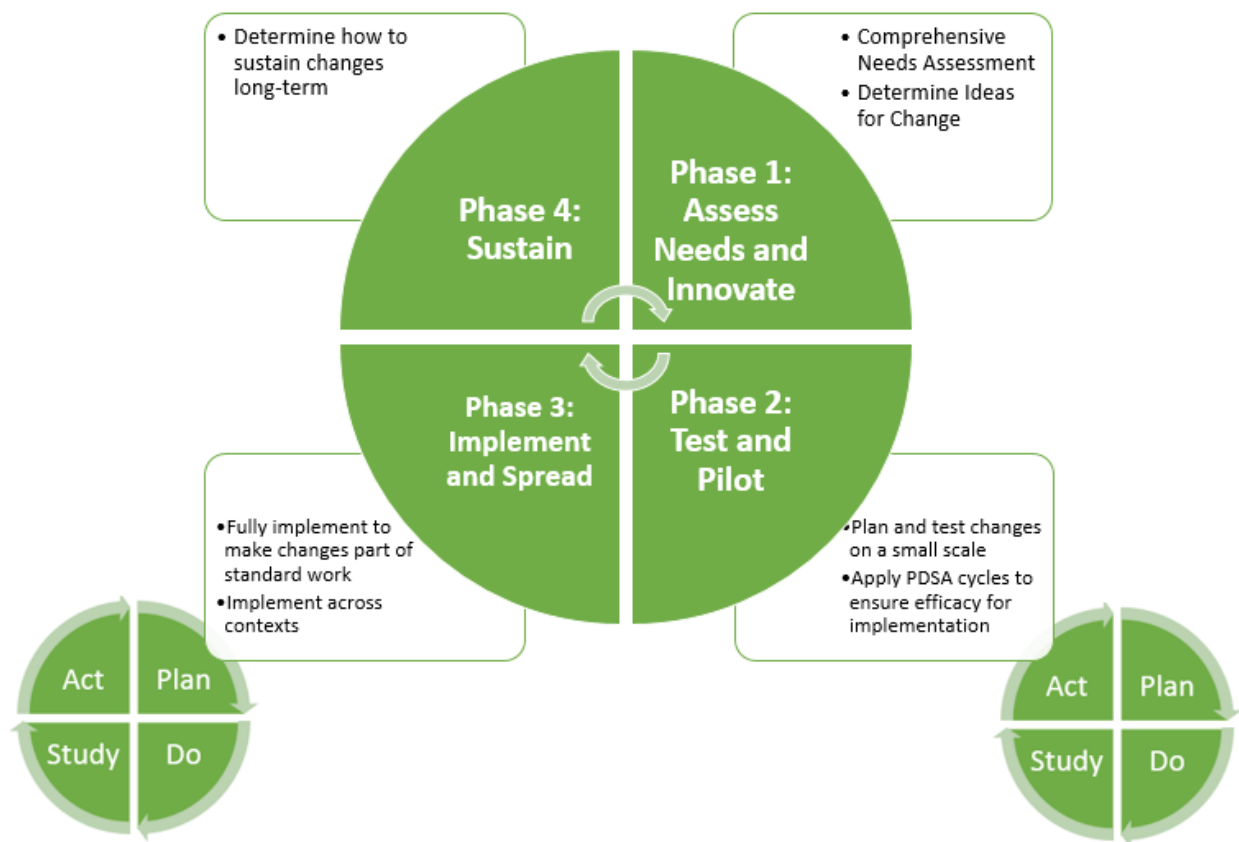 • Determine how to
sustain changes
long-term
• Comprehensive
Needs Assessment
• Determine Ideas
for Change
Phase 4:
Sustain
Phase 1:
Assess
Needs and
Innovate
Phase 3:
Implement
and Spread
Phase 2:
Test and
Pilot
•Fully implement to
make changes part of
standard work
•Implement across
contexts
•Plan and test changes
on a small scale
•Apply PDSA cycles to
ensure efficacy for
implementation
Act
Plan
Study
Do
Act
Plan
Study
Do